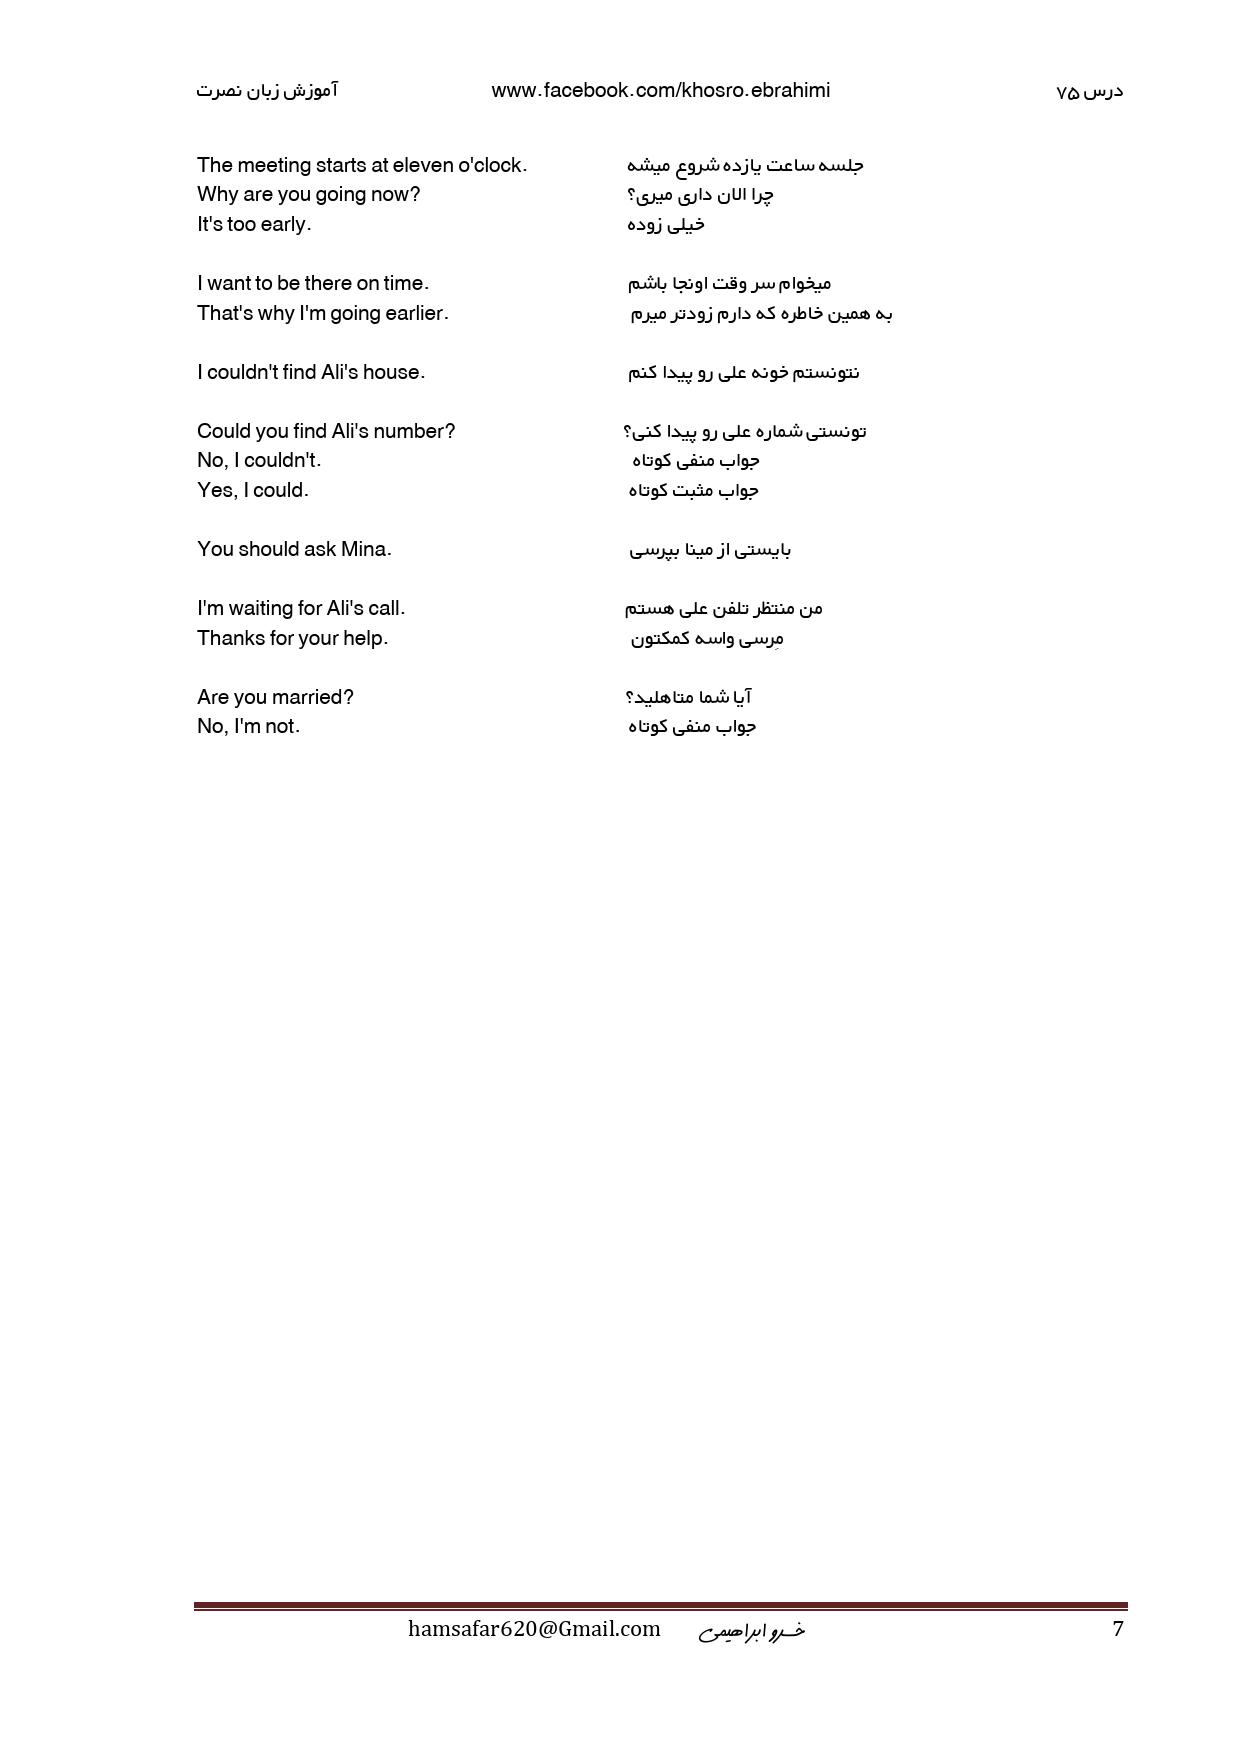 آموزش زبان نصرت www.facebook.com/khosro.ebrahimi درس ۷۵
The meeting starts at eleven o'clock. جلسه ساعت یازده شروع میشه
Why are you going now? چرا الان داری میری؟
It's too early. خیلی زوده
I want to be there on time. میخوام سر وقت اونجا باشم
That's why I'm going earlier. به همین خاطره که دارم زودتر میرم
I couldn't find Ali's house. نتونستم خونه علی رو پیدا کنم
Could you find Ali's number? تونستی شماره علی رو پیدا کنی؟
No, I couldn't. جواب منفی کوتاه
Yes, I could. جواب مثبت کوتاه
You should ask Mina. بایستی از مینا بپرسی
I'm waiting for Ali's call. من منتظر تلفن علی هستم
Thanks for your help. مِرسی واسه کمکتون
Are you married? آیا شما متاهلید؟
No, I'm not. جواب منفی کوتاه
hamsafar620@Gmail.com خسرو ابراهیمی 7